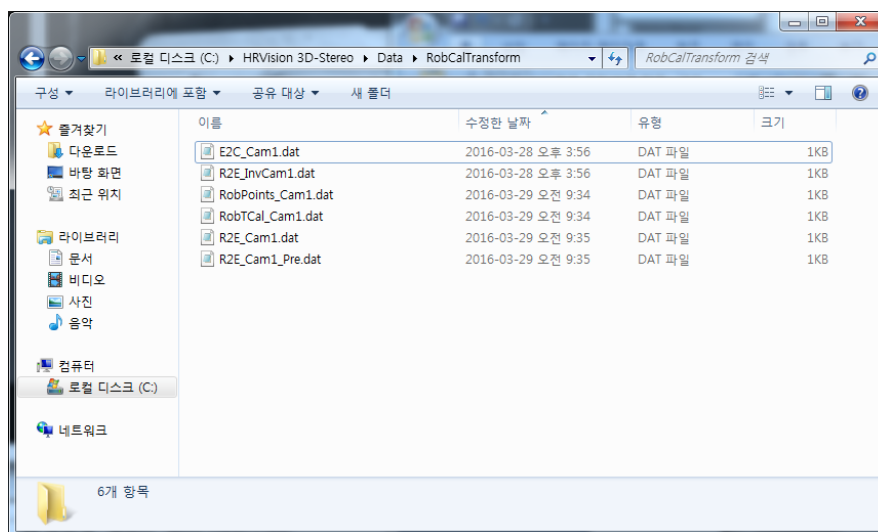 « 로컬 디스크 (C:) ▸ HRVision 3D-Stereo ▸ Data ▸ RobCalTransform
RobCalTransform 검색
구성 ▾ 라이브러리에 포함 ▾ 공유 대상 ▾ 새 폴더
즐겨찾기
다운로드
바탕 화면
최근 위치
라이브러리
문서
비디오
사진
음악
컴퓨터
로컬 디스크 (C:)
네트워크
이름 수정한 날짜 유형 크기
E2C_Cam1.dat 2016-03-28 오후 3:56 DAT 파일 1KB
R2E_InvCam1.dat 2016-03-28 오후 3:56 DAT 파일 1KB
RobPoints_Cam1.dat 2016-03-29 오전 9:34 DAT 파일 1KB
RobTCal_Cam1.dat 2016-03-29 오전 9:34 DAT 파일 1KB
R2E_Cam1.dat 2016-03-29 오전 9:35 DAT 파일 1KB
R2E_Cam1_Pre.dat 2016-03-29 오전 9:35 DAT 파일 1KB
6개 항목